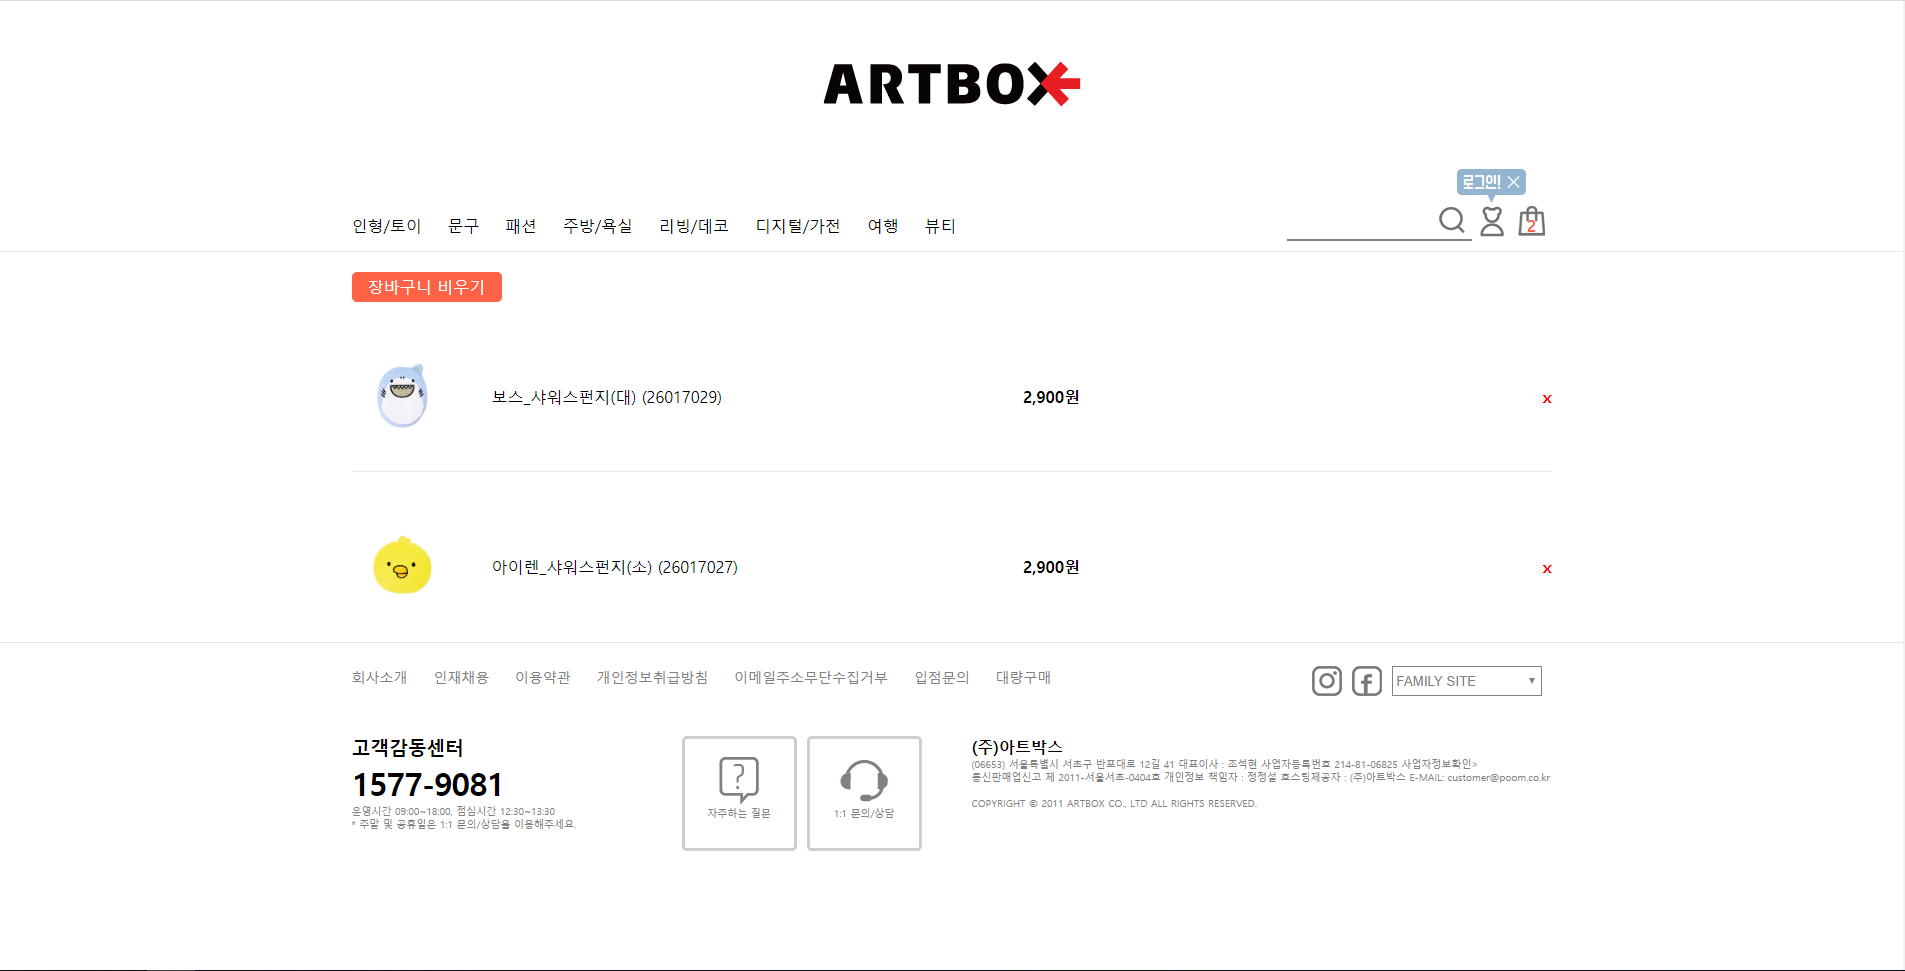 ARTBOX
로그인! ×
인형/토이 문구 패션 주방/욕실 리빙/데코 디지털/가전 여행 뷰티
2
장바구니 비우기
보스_샤워스펀지(대) (26017029) 2,900원 x
아이렌_샤워스펀지(소) (26017027) 2,900원 x
회사소개 인재채용 이용약관 개인정보취급방침 이메일주소무단수집거부 입점문의 대량구매
FAMILY SITE
고객감동센터
1577-9081
운영시간 09:00~18:00, 점심시간 12:30~13:30
* 주말 및 공휴일은 1:1 문의/상담을 이용해주세요.
?
자주하는 질문
1:1 문의/상담
(주)아트박스
(06653) 서울특별시 서초구 반포대로 12길 41 대표이사 : 조석현 사업자등록번호 214-81-06825 사업자정보확인>
통신판매업신고 제 2011-서울서초-0404호 개인정보 책임자 : 정정설 호스팅제공자 : (주)아트박스 E-MAIL: customer@poom.co.kr
COPYRIGHT © 2011 ARTBOX CO., LTD ALL RIGHTS RESERVED.